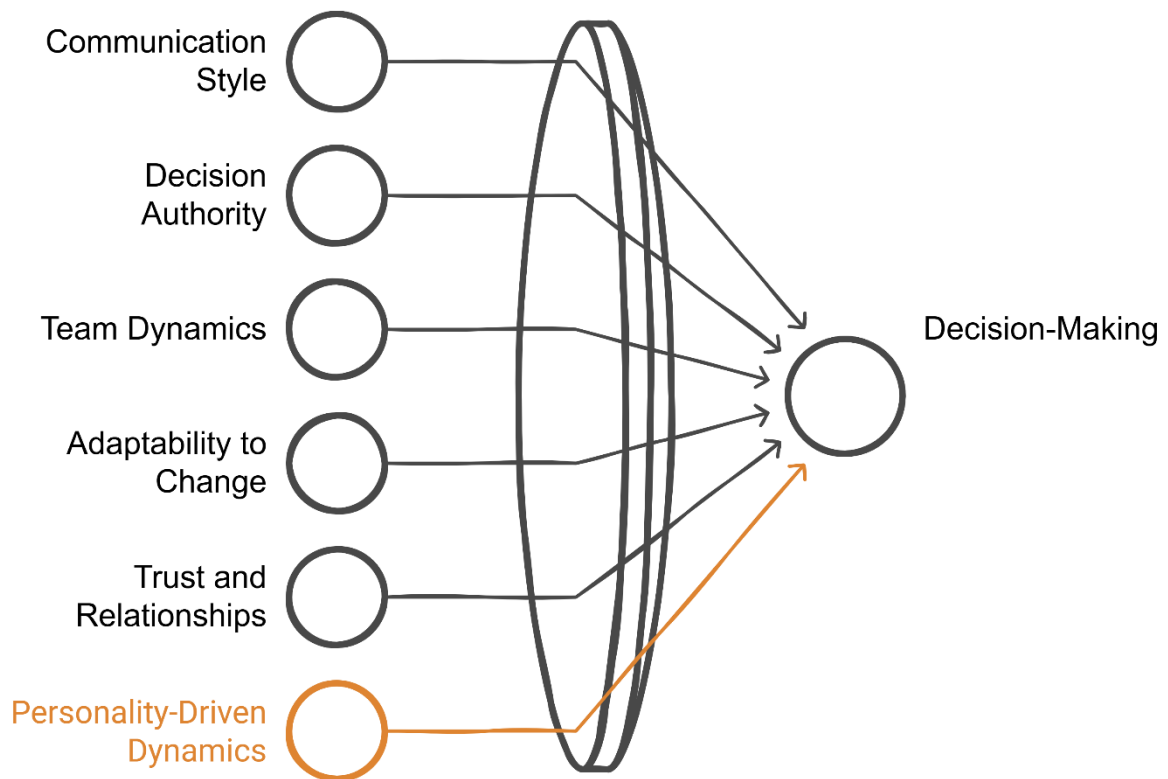 Communication
Style
Decision
Authority
Team Dynamics
Decision-Making
Adaptability to
Change
Trust and
Relationships
Personality-Driven
Dynamics